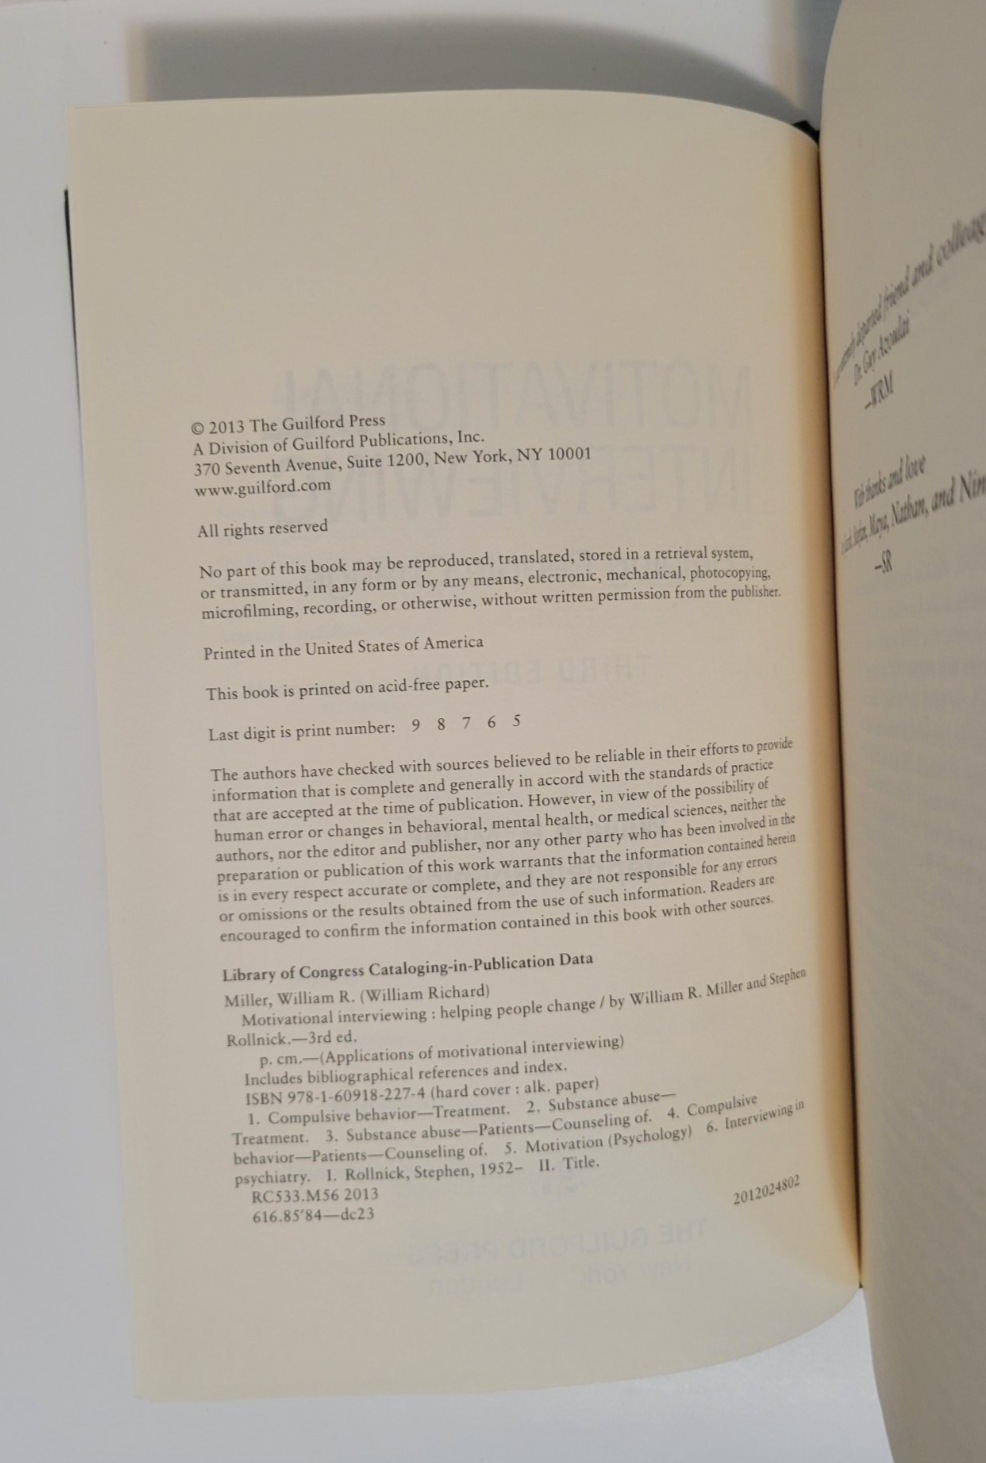 © 2013 The Guilford Press
A Division of Guilford Publications, Inc.
370 Seventh Avenue, Suite 1200, New York, NY 10001
www.guilford.com
All rights reserved
No part of this book may be reproduced, translated, stored in a retrieval system,
or transmitted, in any form or by any means, electronic, mechanical, photocopying,
microfilming, recording, or otherwise, without written permission from the publisher.
Printed in the United States of America
This book is printed on acid-free paper.
Last digit is print number: 9 8 7 6 5
The authors have checked with sources believed to be reliable in their efforts to provide
information that is complete and generally in accord with the standards of practice
that are accepted at the time of publication. However, in view of the possibility of
human error or changes in behavioral, mental health, or medical sciences, neither the
authors, nor the editor and publisher, nor any other party who has been involved in the
preparation or publication of this work warrants that the information contained herein
is in every respect accurate or complete, and they are not responsible for any errors
or omissions or the results obtained from the use of such information. Readers are
encouraged to confirm the information contained in this book with other sources.
Library of Congress Cataloging-in-Publication Data
Miller, William R. (William Richard)
Motivational interviewing : helping people change / by William R. Miller and Stephen
Rollnick.—3rd ed.
p. cm.—(Applications of motivational interviewing)
Includes bibliographical references and index.
ISBN 978-1-60918-227-4 (hard cover : alk. paper)
1. Compulsive behavior—Treatment. 2. Substance abuse—
Treatment. 3. Substance abuse—Patients—Counseling of. 4. Compulsive
behavior—Patients—Counseling of. 5. Motivation (Psychology) 6. Interviewing in
psychiatry. I. Rollnick, Stephen, 1952– II. Title.
RC533.M56 2013
616.85'84—dc23
2012024802
departed friend and
Dr. Guy Azoulai
–WRM
With thanks and love
Maya, Nathan, and
–SR